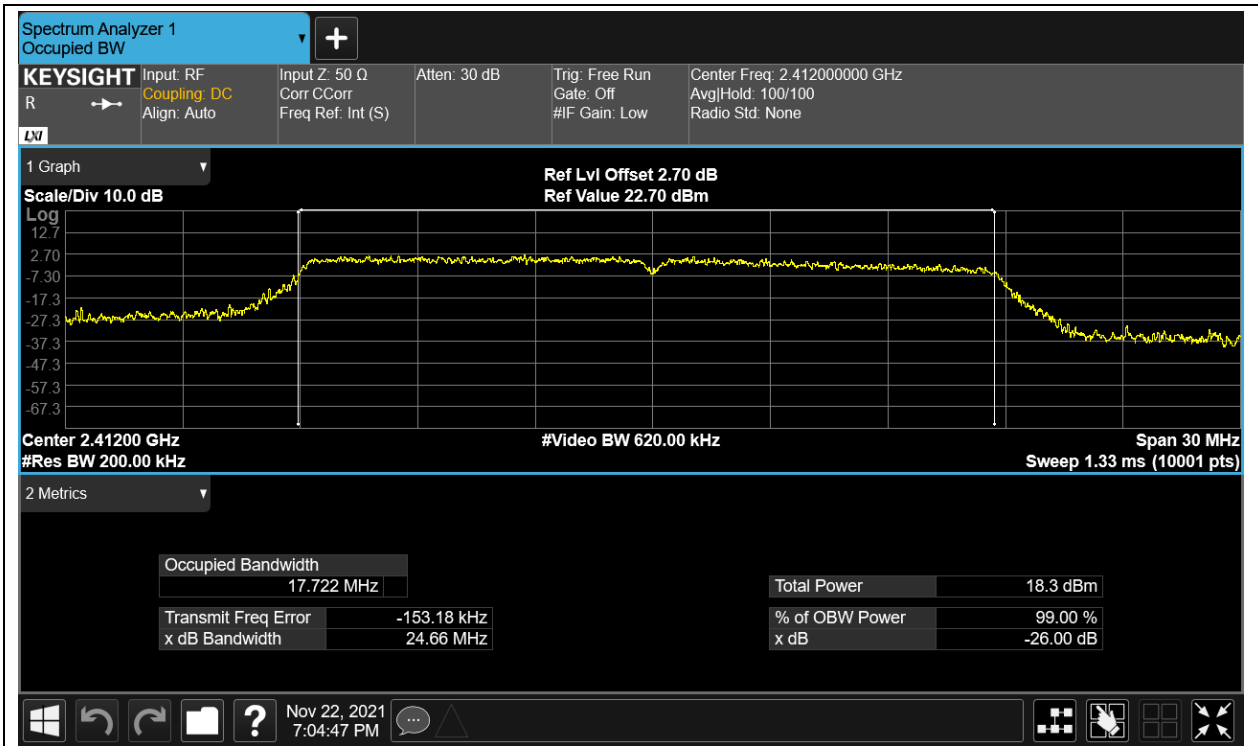 Spectrum Analyzer 1
Occupied BW
KEYSIGHT
R
LXI
Input: RF
Coupling: DC
Align: Auto
Input Z: 50 Ω
Corr CCorr
Freq Ref: Int (S)
Atten: 30 dB
Trig: Free Run
Gate: Off
#IF Gain: Low
Center Freq: 2.412000000 GHz
Avg|Hold: 100/100
Radio Std: None
1 Graph
Ref Lvl Offset 2.70 dB
Scale/Div 10.0 dB
Ref Value 22.70 dBm
Log
12.7
2.70
-7.30
-17.3
-27.3
-37.3
-47.3
-57.3
-67.3
Center 2.41200 GHz
#Video BW 620.00 kHz
Span 30 MHz
#Res BW 200.00 kHz
Sweep 1.33 ms (10001 pts)
2 Metrics
Occupied Bandwidth
17.722 MHz
Total Power 18.3 dBm
Transmit Freq Error -153.18 kHz
% of OBW Power 99.00 %
x dB Bandwidth 24.66 MHz
x dB -26.00 dB
?
Nov 22, 2021
7:04:47 PM